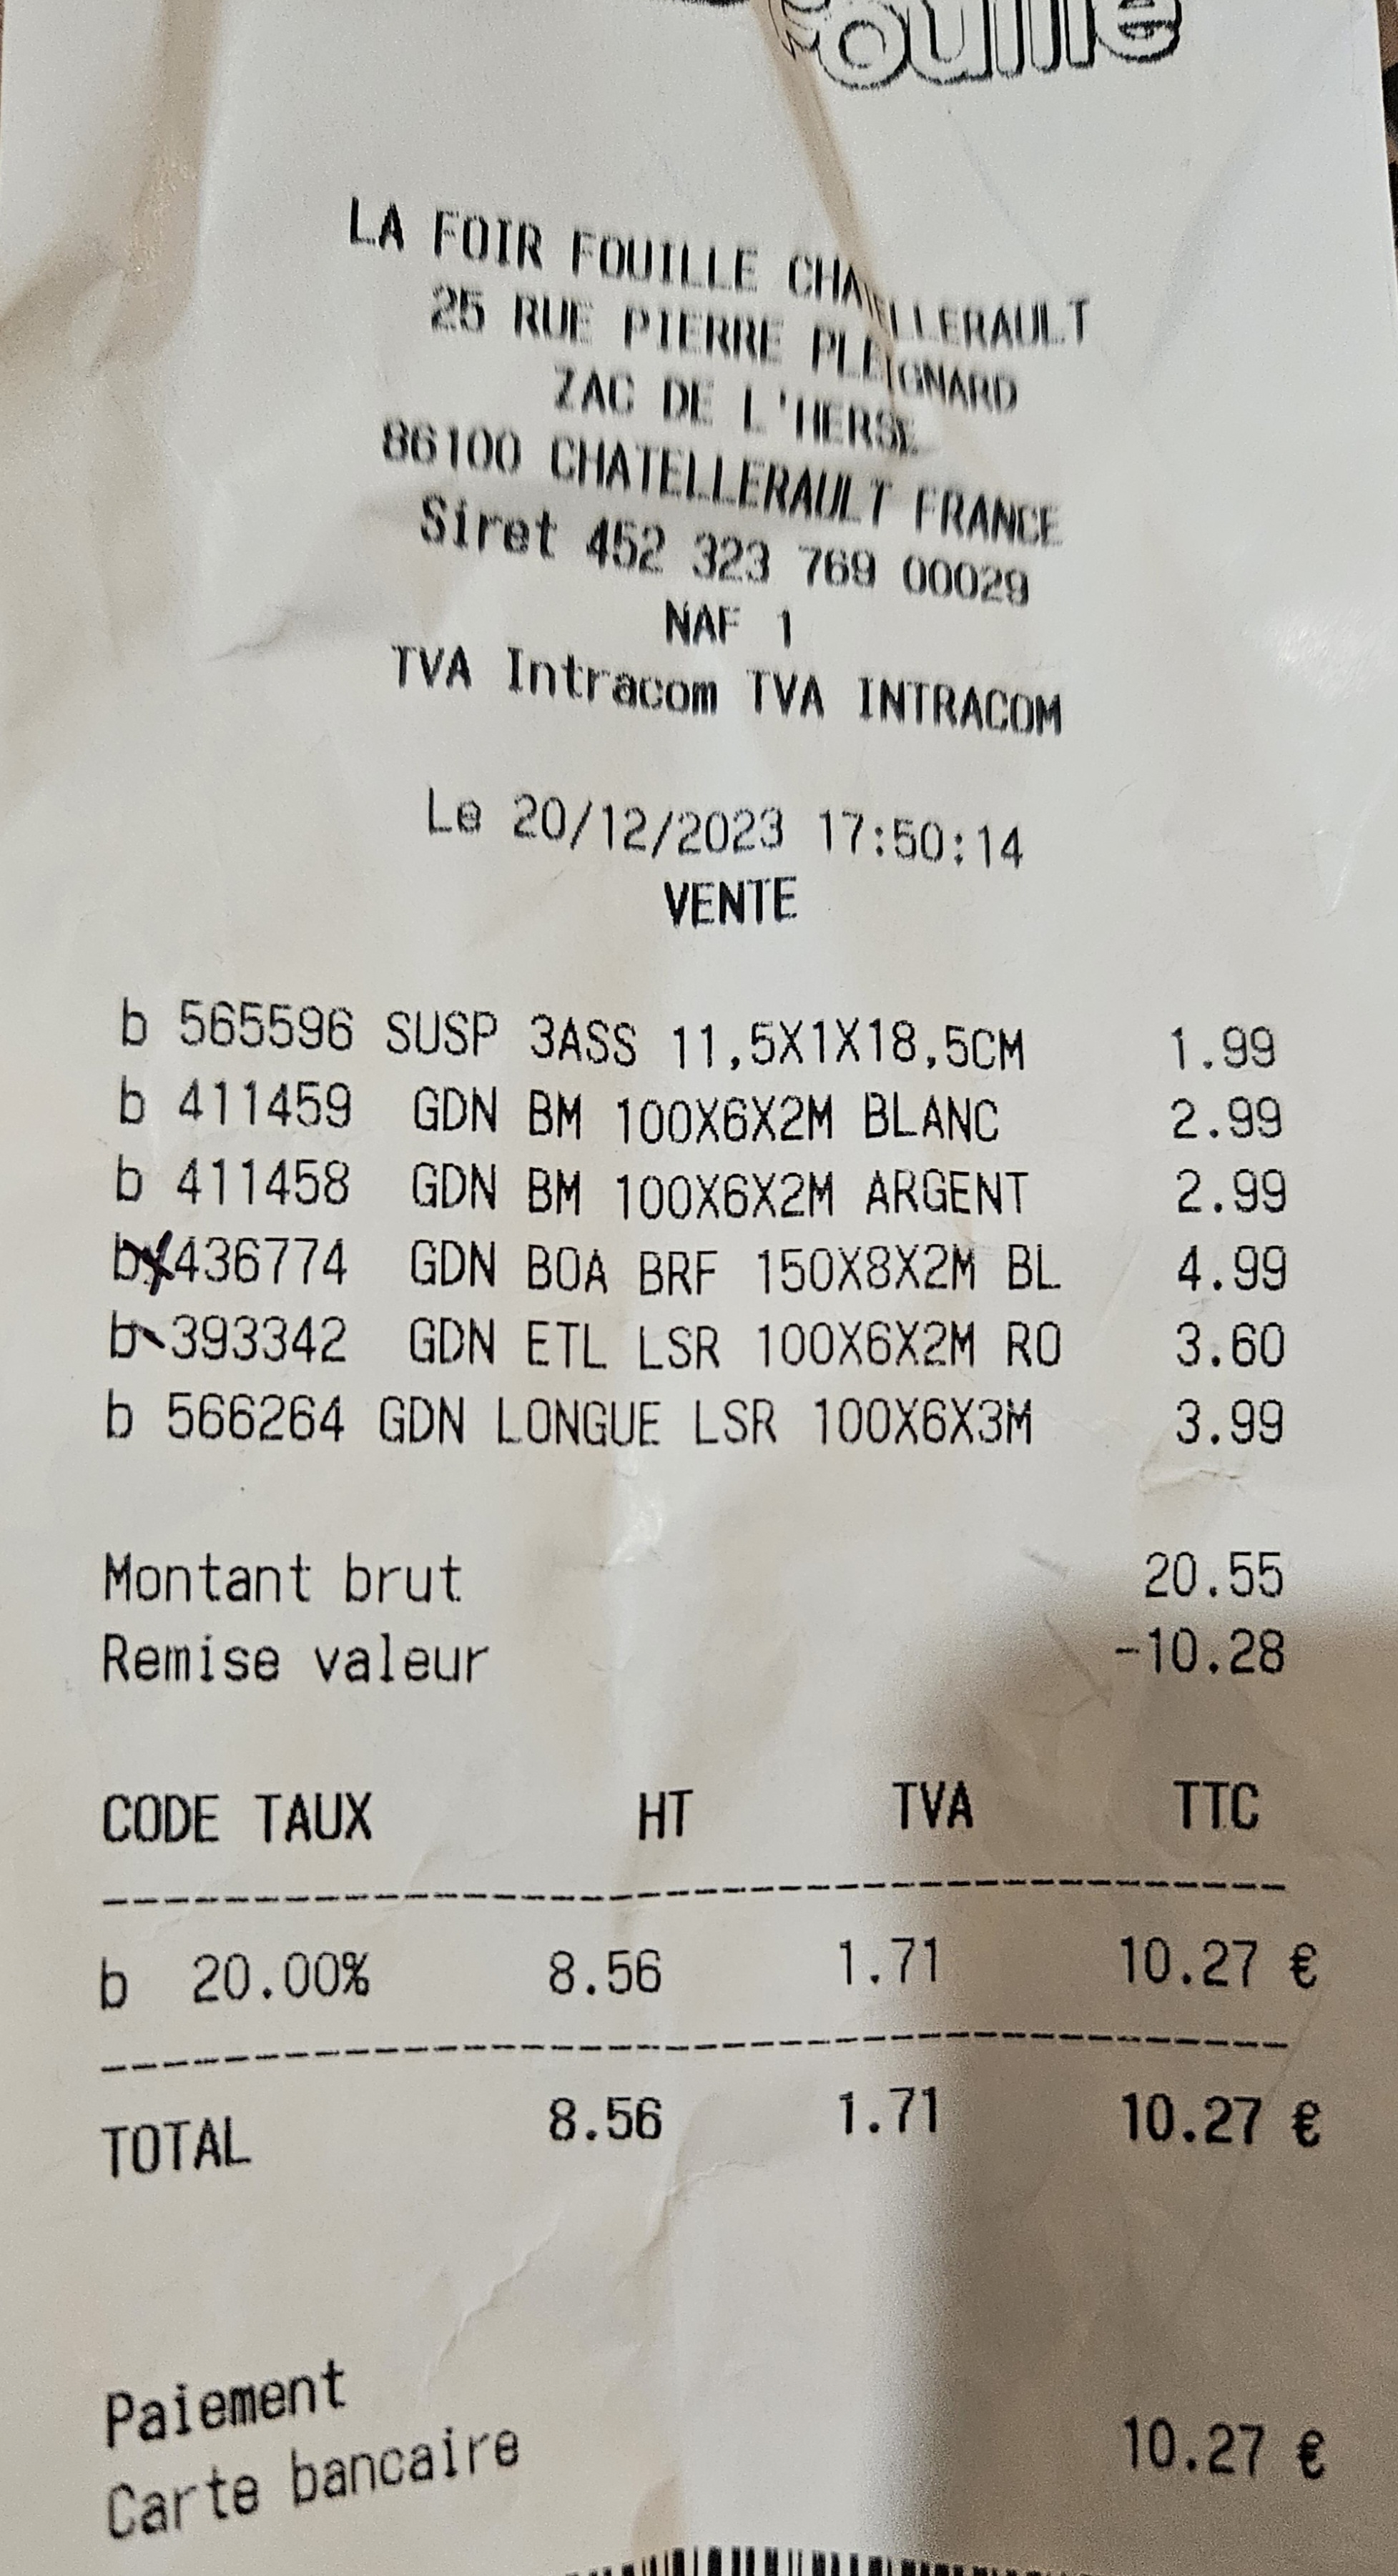 ouille
LA FOIR FOUILLE CHATELLERAULT
25 RUE PIERRE PLEIGNARD
ZAC DE L'HERSE
86100 CHATELLERAULT FRANCE
Siret 452 323 769 00029
NAF 1
TVA Intracom TVA INTRACOM
Le 20/12/2023 17:50:14
VENTE
b 565596 SUSP 3ASS 11,5X1X18,5CM 1.99
b 411459 GDN BM 100X6X2M BLANC 2.99
b 411458 GDN BM 100X6X2M ARGENT 2.99
b 436774 GDN BOA BRF 150X8X2M BL 4.99
b 393342 GDN ETL LSR 100X6X2M RO 3.60
b 566264 GDN LONGUE LSR 100X6X3M 3.99
Montant brut 20.55
Remise valeur -10.28
CODE TAUX HT TVA TTC
b 20.00% 8.56 1.71 10.27 €
TOTAL 8.56 1.71 10.27 €
Paiement
Carte bancaire 10.27 €